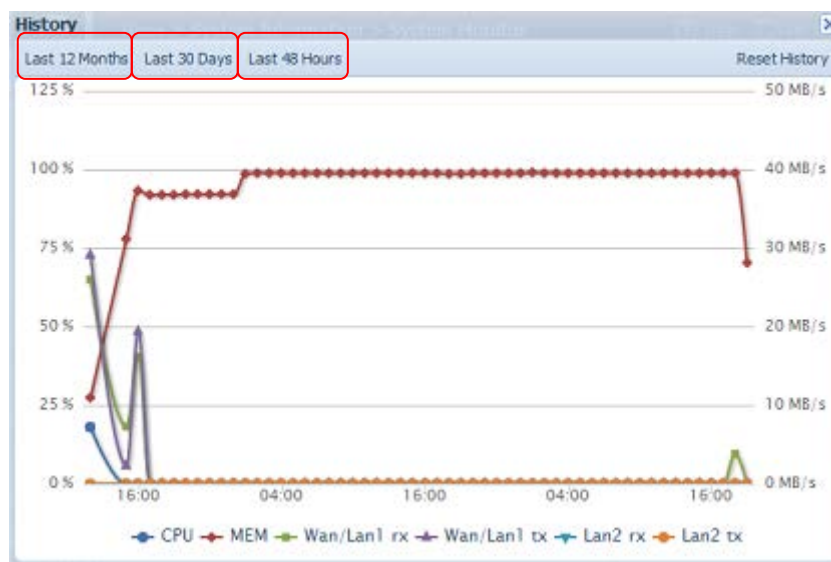 History
Last 12 Months Last 30 Days Last 48 Hours Reset History
125 % 50 MB/s
100 % 40 MB/s
75 % 30 MB/s
50 % 20 MB/s
25 % 10 MB/s
0 % 0 MB/s
16:00 04:00 16:00 04:00 16:00
CPU MEM Wan/Lan1 rx Wan/Lan1 tx Lan2 rx Lan2 tx